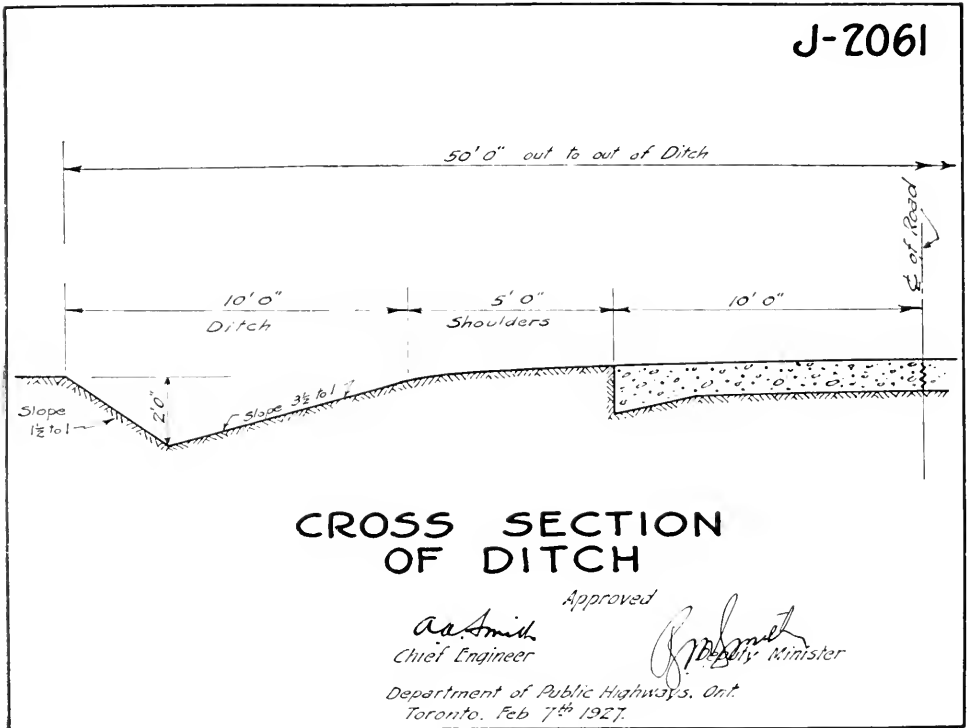 J-2061
50' 0" out to out of Ditch
℄ of Road
10' 0"
Ditch
5' 0"
Shoulders
10' 0"
Slope
1½ to 1
2'0"
Slope 3½ to 1
CROSS SECTION
OF DITCH
Approved
A.A. Smith
Chief Engineer
R.M. Smith
Deputy Minister
Department of Public Highways. Ont.
Toronto. Feb 7th 1927.